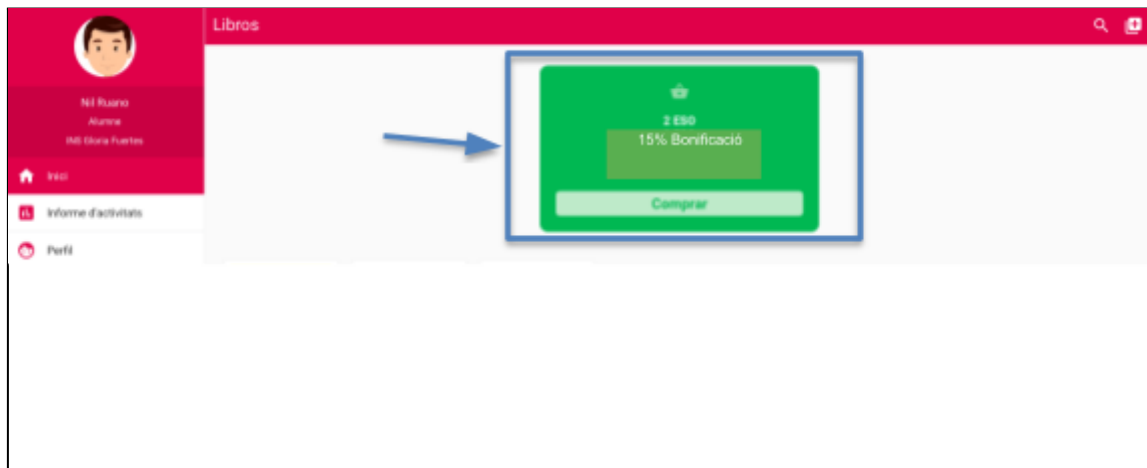 Libros
Nil Ruano
Alumne
INS Gloria Fuertes
Inici
Informe d'activitats
Perfil
2 ESO
15% Bonificació
Comprar